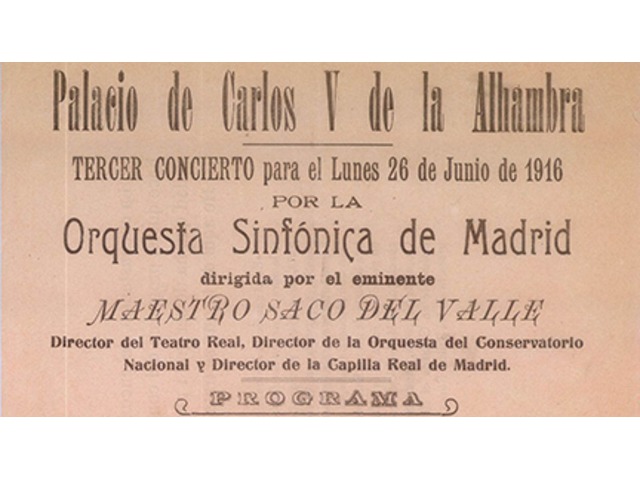 Palacio de Carlos V de la Alhambra
TERCER CONCIERTO para el Lunes 26 de Junio de 1916
POR LA
Orquesta Sinfónica de Madrid
dirigida por el eminente
MAESTRO SACO DEL VALLE
Director del Teatro Real, Director de la Orquesta del Conservatorio
Nacional y Director de la Capilla Real de Madrid.
PROGRAMA